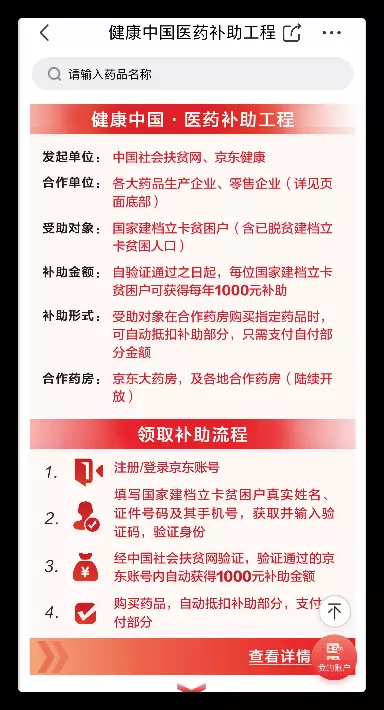 健康中国医药补助工程
请输入药品名称
健康中国·医药补助工程
发起单位： 中国社会扶贫网、京东健康
合作单位： 各大药品生产企业、零售企业（详见页
面底部）
受助对象： 国家建档立卡贫困户（含已脱贫建档立
卡贫困人口）
补助金额： 自验证通过之日起，每位国家建档立卡
贫困户可获得每年1000元补助
补助形式： 受助对象在合作药房购买指定药品时，
可自动抵扣补助部分，只需支付自付部
分金额
合作药房： 京东大药房，及各地合作药房（陆续开
放）
领取补助流程
1. 注册/登录京东账号
2. 填写国家建档立卡贫困户真实姓名、
证件号码及其手机号，获取并输入验
证码，验证身份
3. 经中国社会扶贫网验证，验证通过的京
东账号内自动获得1000元补助金额
4. 购买药品，自动抵扣补助部分，支付
付部分
查看详情
我的账户